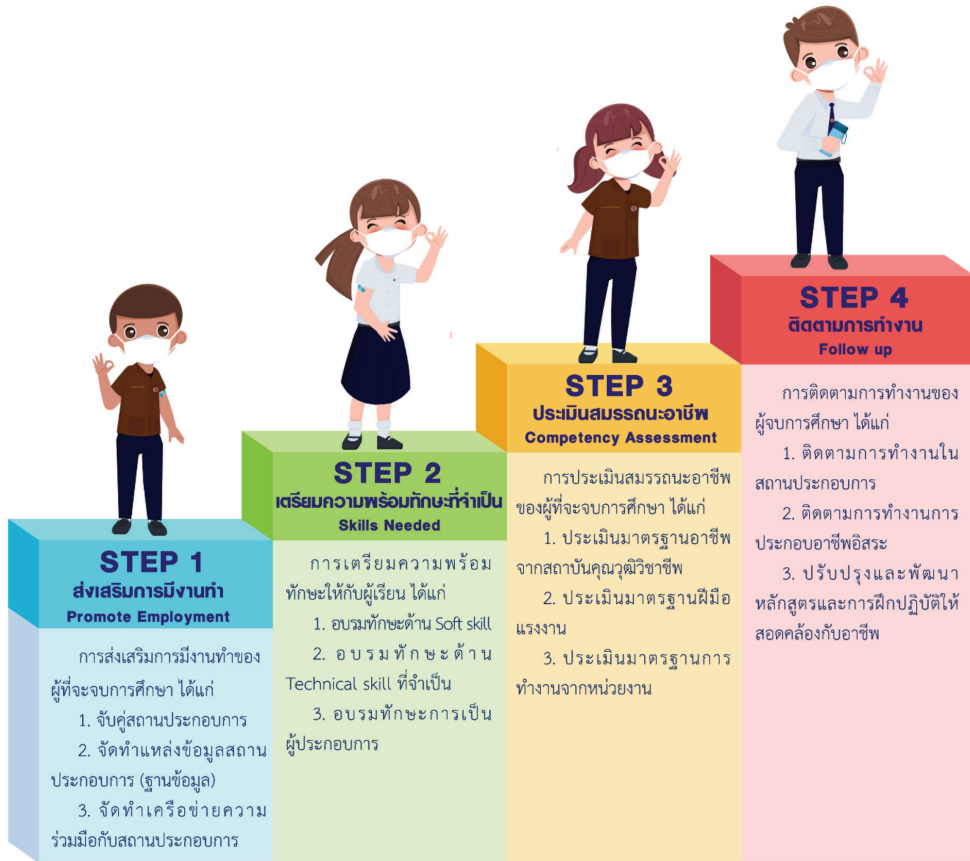 STEP 1
ส่งเสริมการมีงานทำ
Promote Employment
การส่งเสริมการมีงานทำของ
ผู้ที่จะจบการศึกษา ได้แก่
1. จับคู่สถานประกอบการ
2. จัดทำแหล่งข้อมูลสถาน
ประกอบการ (ฐานข้อมูล)
3. จัดทำเครือข่ายความ
ร่วมมือกับสถานประกอบการ
STEP 2
เตรียมความพร้อมทักษะที่จำเป็น
Skills Needed
การเตรียมความพร้อม
ทักษะให้กับผู้เรียน ได้แก่
1. อบรมทักษะด้าน Soft skill
2. อบรมทักษะด้าน
Technical skill ที่จำเป็น
3. อบรมทักษะการเป็น
ผู้ประกอบการ
STEP 3
ประเมินสมรรถนะอาชีพ
Competency Assessment
การประเมินสมรรถนะอาชีพ
ของผู้ที่จะจบการศึกษา ได้แก่
1. ประเมินมาตรฐานอาชีพ
จากสถาบันคุณวุฒิวิชาชีพ
2. ประเมินมาตรฐานฝีมือ
แรงงาน
3. ประเมินมาตรฐานการ
ทำงานจากหน่วยงาน
STEP 4
ติดตามการทำงาน
Follow up
การติดตามการทำงานของ
ผู้จบการศึกษา ได้แก่
1. ติดตามการทำงานใน
สถานประกอบการ
2. ติดตามการทำงานการ
ประกอบอาชีพอิสระ
3. ปรับปรุงและพัฒนา
หลักสูตรและการฝึกปฏิบัติให้
สอดคล้องกับอาชีพ